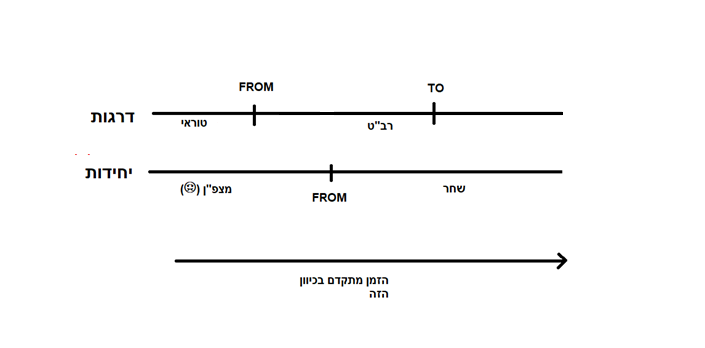 FROM
TO
דרגות
טוראי
רב"ט
יחידות
מצפ"ן (☹)
שחר
FROM
הזמן מתקדם בכיוון
הזה